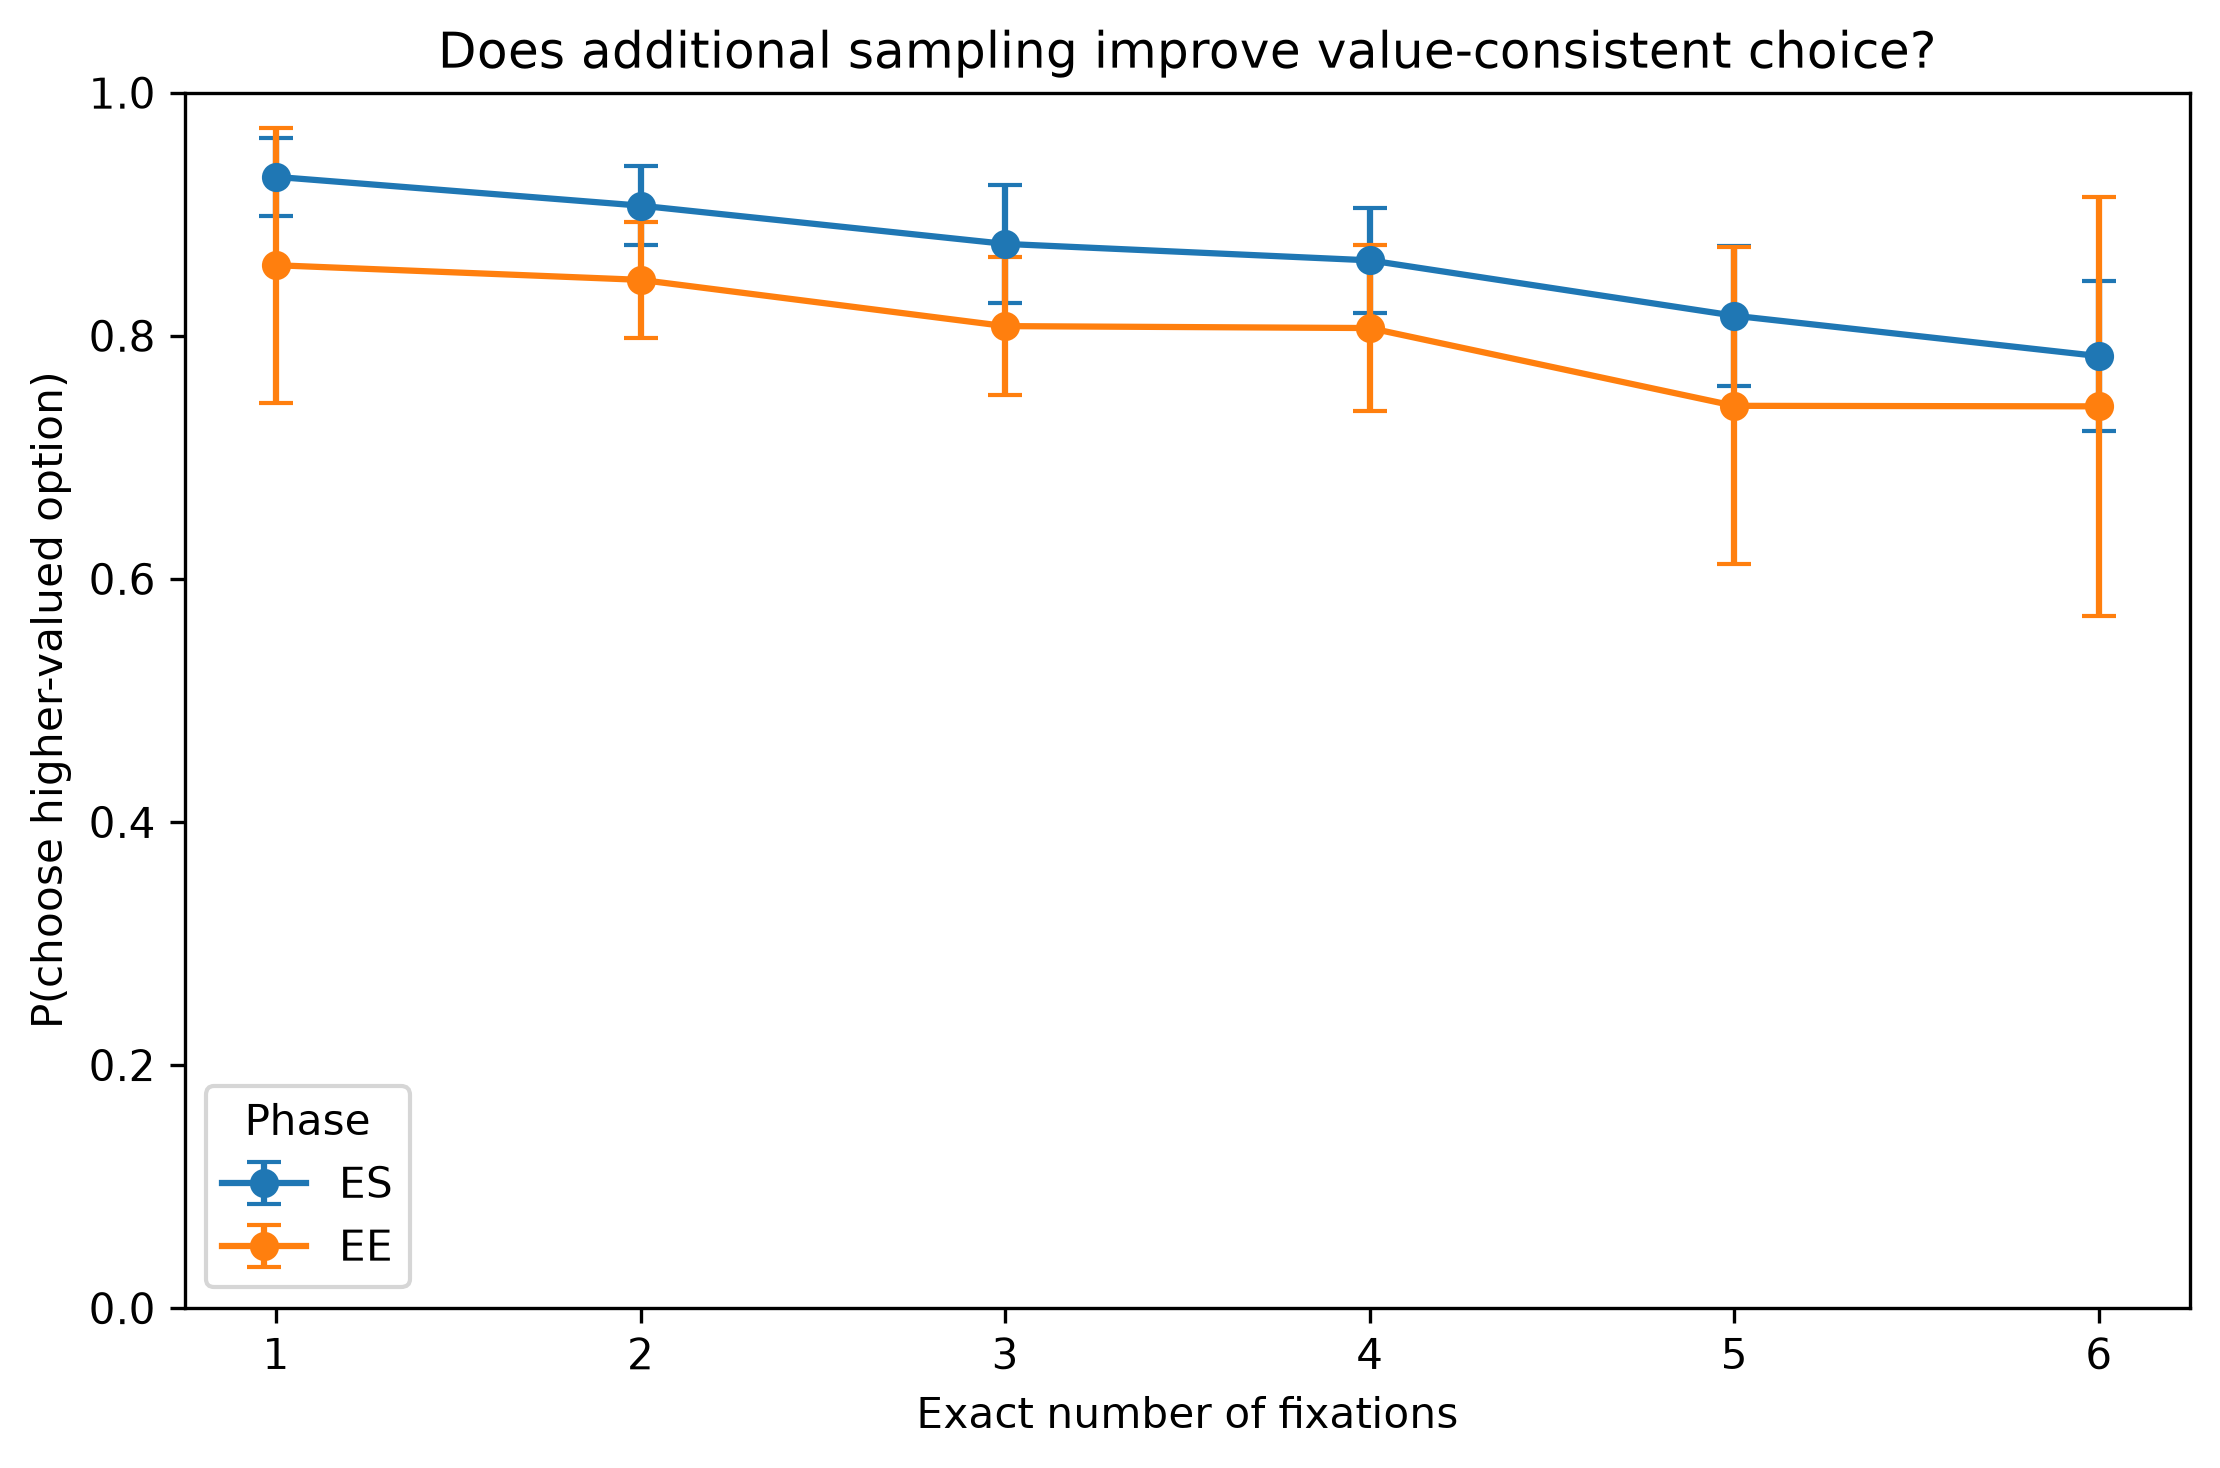 Does additional sampling improve value-consistent choice?
P(choose higher-valued option)
1.0
0.8
0.6
0.4
0.2
0.0
Phase
ES
EE
1 2 3 4 5 6
Exact number of fixations